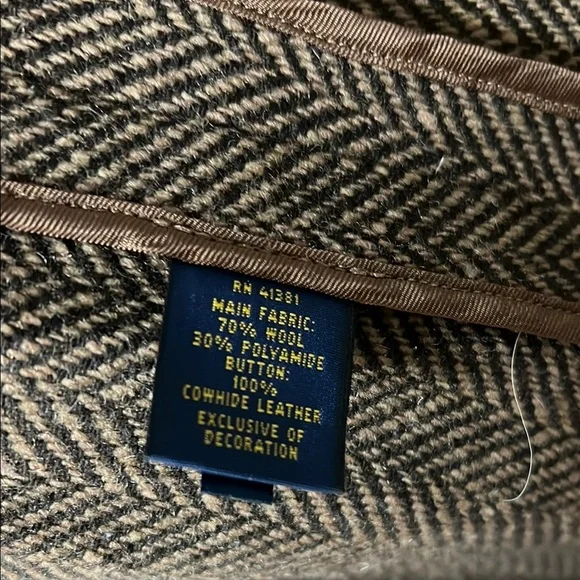 RN 41381
MAIN FABRIC:
70% WOOL
30% POLYAMIDE
BUTTON:
100%
COWHIDE LEATHER
EXCLUSIVE OF
DECORATION